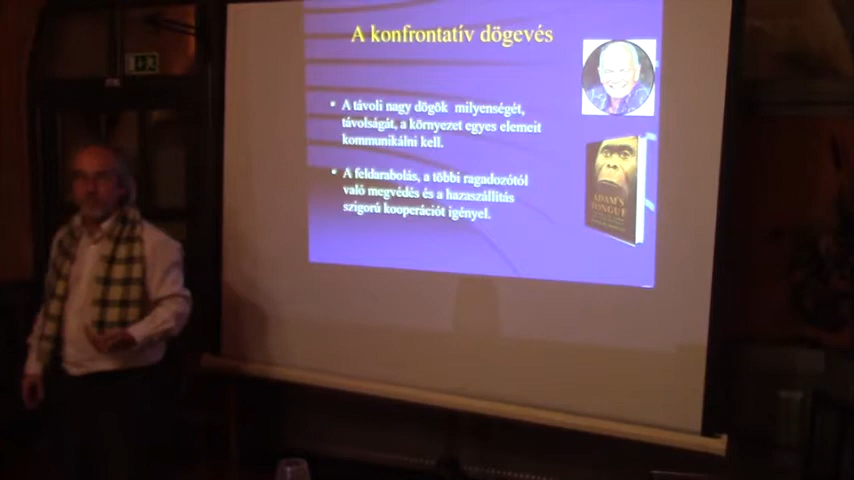 A konfrontatív dögevés
• A távoli nagy dögök milyenségét,
távolságát, a környezet egyes elemeit
kommunikálni kell.
• A feldarabolás, a többi ragadozótól
való megvédés és a hazaszállítás
szigorú kooperációt igényel.
ADAM'S
TONGUE